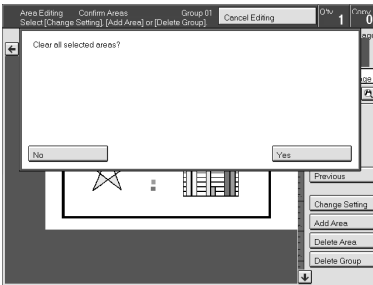 Area Editing Confirm Areas Group 01
Select [Change Setting], [Add Area] or [Delete Group].
Cancel Editing
Q'ty 1
Copy 0
Clear all selected areas?
No
Yes
Previous
Change Setting
Add Area
Delete Area
Delete Group